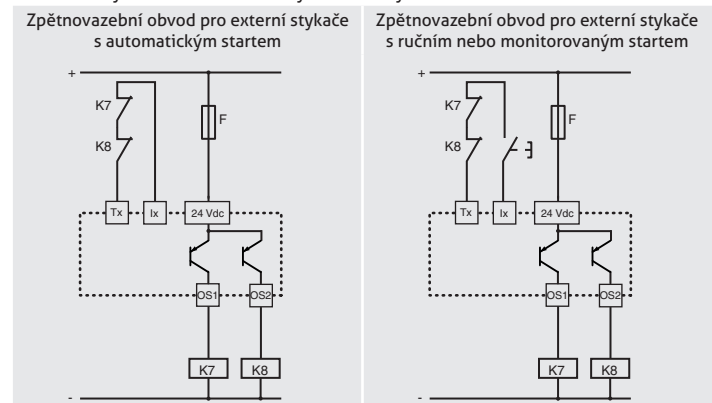 Zpětnovazební obvod pro externí stykače
s automatickým startem
+
K7
K8
F
Tx
Ix
24 Vdc
OS1
OS2
K7
K8
-
Zpětnovazební obvod pro externí stykače
s ručním nebo monitorovaným startem
+
K7
K8
F
Tx
Ix
24 Vdc
OS1
OS2
K7
K8
-